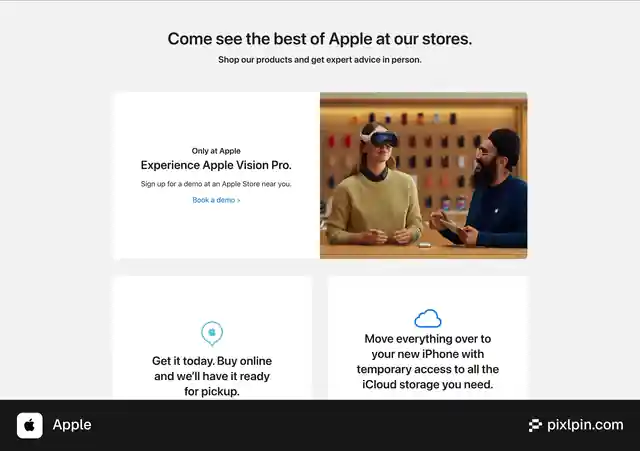 Come see the best of Apple at our stores.
Shop our products and get expert advice in person.
Only at Apple
Experience Apple Vision Pro.
Sign up for a demo at an Apple Store near you.
Book a demo >
Get it today. Buy online
and we’ll have it ready
for pickup.
Move everything over to
your new iPhone with
temporary access to all the
iCloud storage you need.
Apple
pixlpin.com